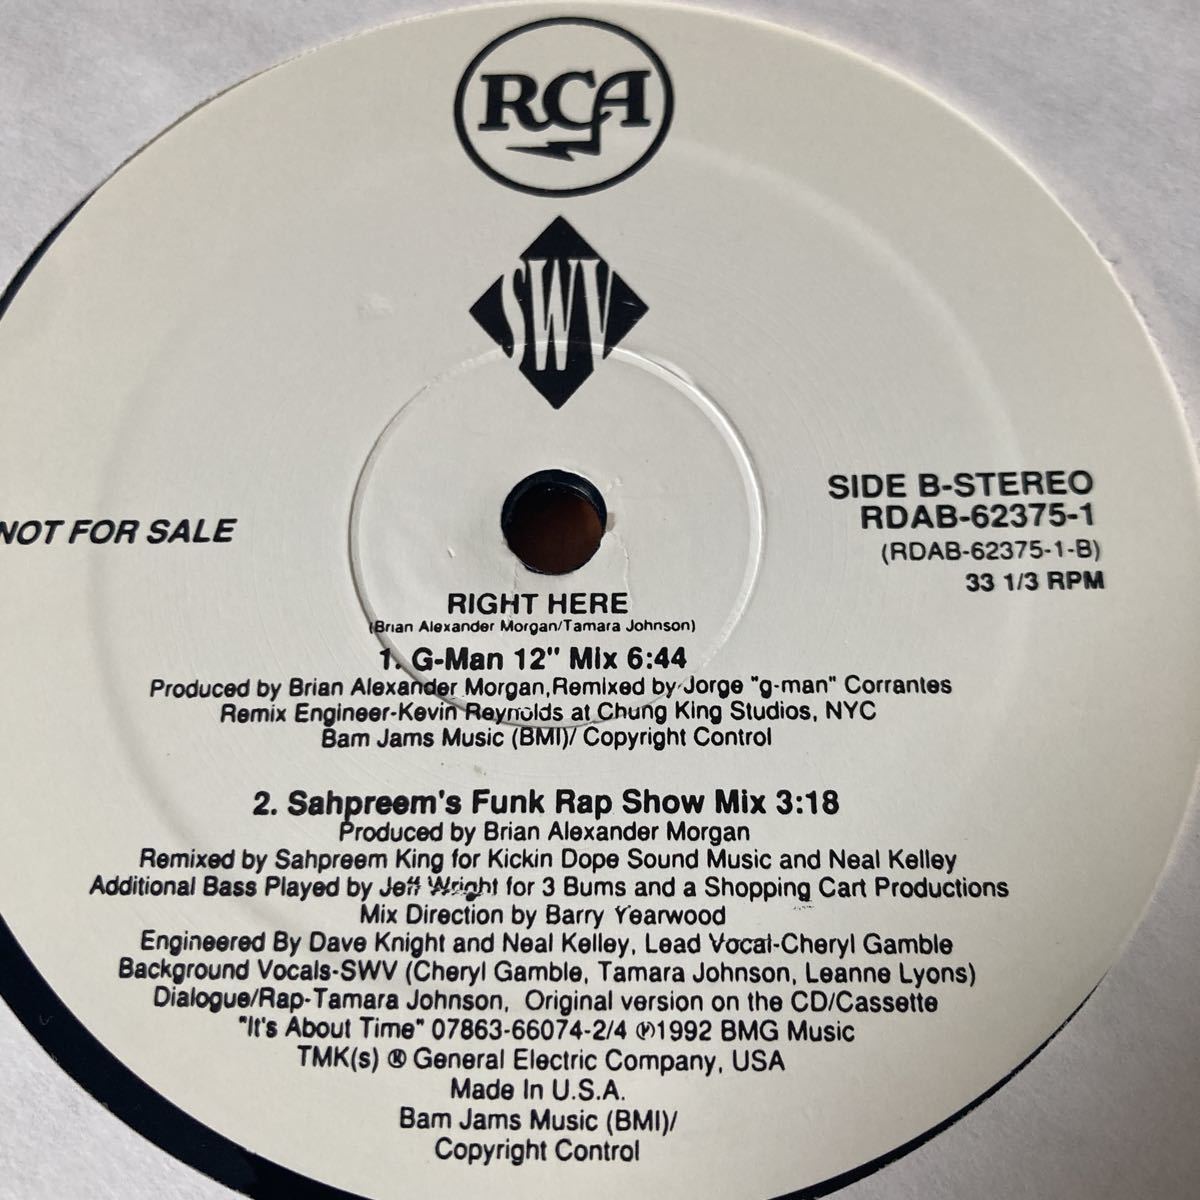 RCA
SWV
SIDE B-STEREO
RDAB-62375-1
(RDAB-62375-1-B)
33 1/3 RPM
NOT FOR SALE
RIGHT HERE
(Brian Alexander Morgan/Tamara Johnson)
1. G-Man 12" Mix 6:44
Produced by Brian Alexander Morgan,Remixed by Jorge "g-man" Corrantes
Remix Engineer-Kevin Reynolds at Chung King Studios, NYC
Bam Jams Music (BMI)/ Copyright Control
2. Sahpreem's Funk Rap Show Mix 3:18
Produced by Brian Alexander Morgan
Remixed by Sahpreem King for Kickin Dope Sound Music and Neal Kelley
Additional Bass Played by Jeff Wright for 3 Bums and a Shopping Cart Productions
Mix Direction by Barry Yearwood
Engineered By Dave Knight and Neal Kelley, Lead Vocal-Cheryl Gamble
Background Vocals-SWV (Cheryl Gamble, Tamara Johnson, Leanne Lyons)
Dialogue/Rap-Tamara Johnson, Original version on the CD/Cassette
"It's About Time" 07863-66074-2/4 ℗1992 BMG Music
TMK(s) ® General Electric Company, USA
Made In U.S.A.
Bam Jams Music (BMI)/
Copyright Control